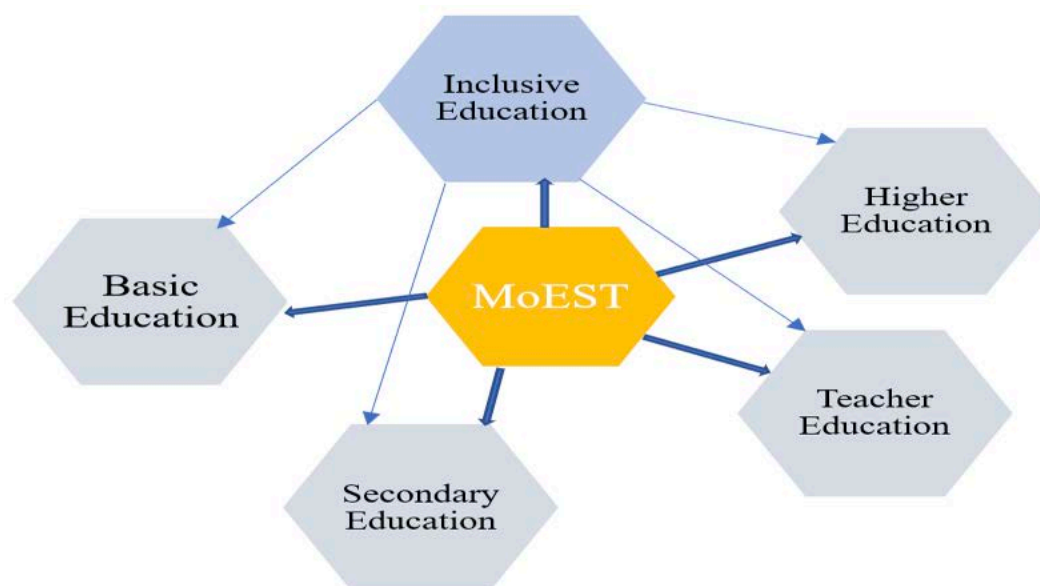 Inclusive
Education
Higher
Education
Basic
Education
MoEST
Teacher
Education
Secondary
Education